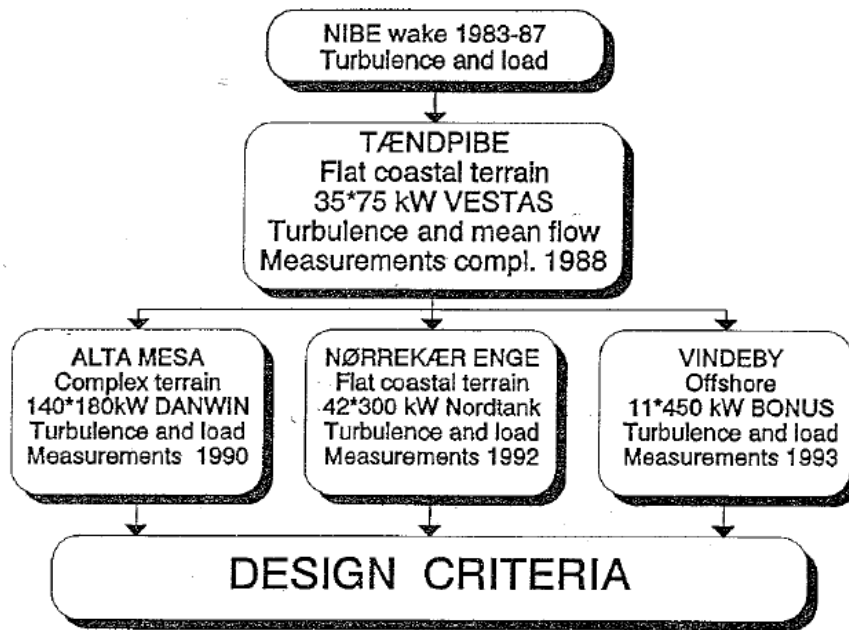 NIBE wake 1983-87
Turbulence and load
TÆNDPIBE
Flat coastal terrain
35*75 kW VESTAS
Turbulence and mean flow
Measurements compl. 1988
ALTA MESA
Complex terrain
140*180kW DANWIN
Turbulence and load
Measurements 1990
NØRREKÆR ENGE
Flat coastal terrain
42*300 kW Nordtank
Turbulence and load
Measurements 1992
VINDEBY
Offshore
11*450 kW BONUS
Turbulence and load
Measurements 1993
DESIGN CRITERIA